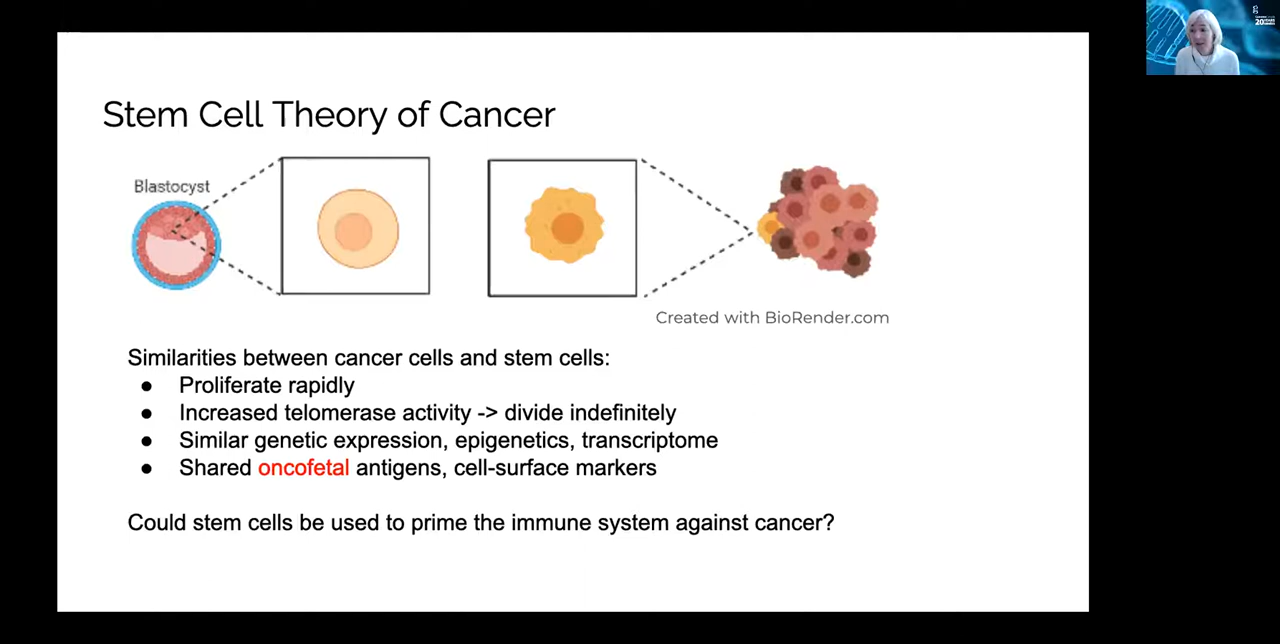 Stem Cell Theory of Cancer
Blastocyst
Created with BioRender.com
Similarities between cancer cells and stem cells:
● Proliferate rapidly
● Increased telomerase activity -> divide indefinitely
● Similar genetic expression, epigenetics, transcriptome
● Shared oncofetal antigens, cell-surface markers
Could stem cells be used to prime the immune system against cancer?